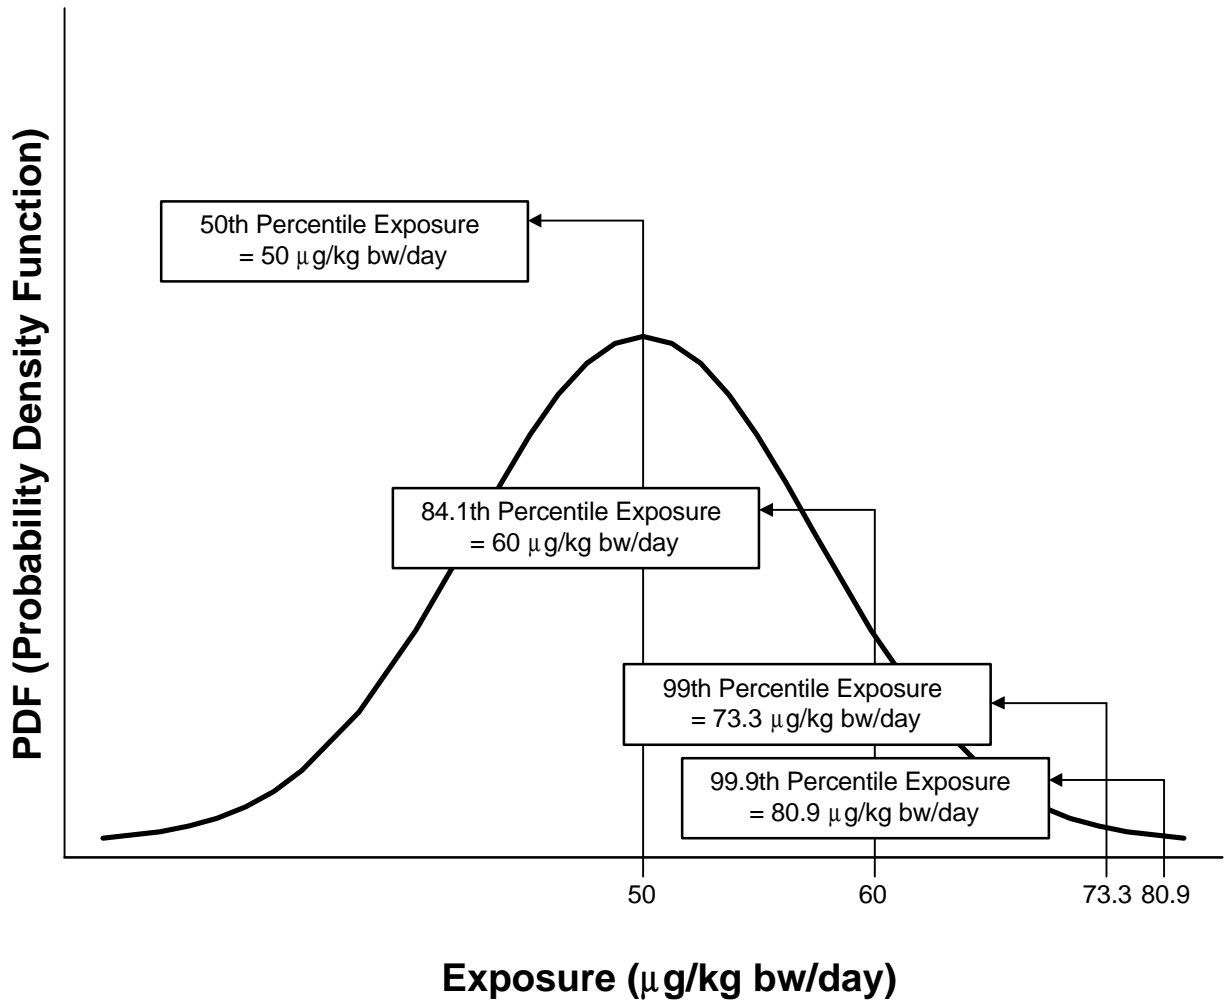 PDF (Probability Density Function)
50th Percentile Exposure
= 50 μg/kg bw/day
84.1th Percentile Exposure
= 60 μg/kg bw/day
99th Percentile Exposure
= 73.3 μg/kg bw/day
99.9th Percentile Exposure
= 80.9 μg/kg bw/day
50 60 73.3 80.9
Exposure (μg/kg bw/day)